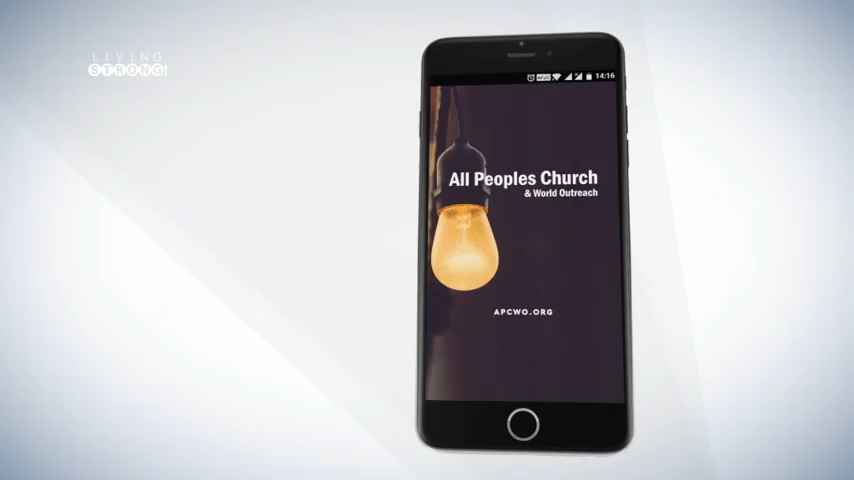 LIVING
STRONG!
14:16
All Peoples Church
& World Outreach
APCWO.ORG